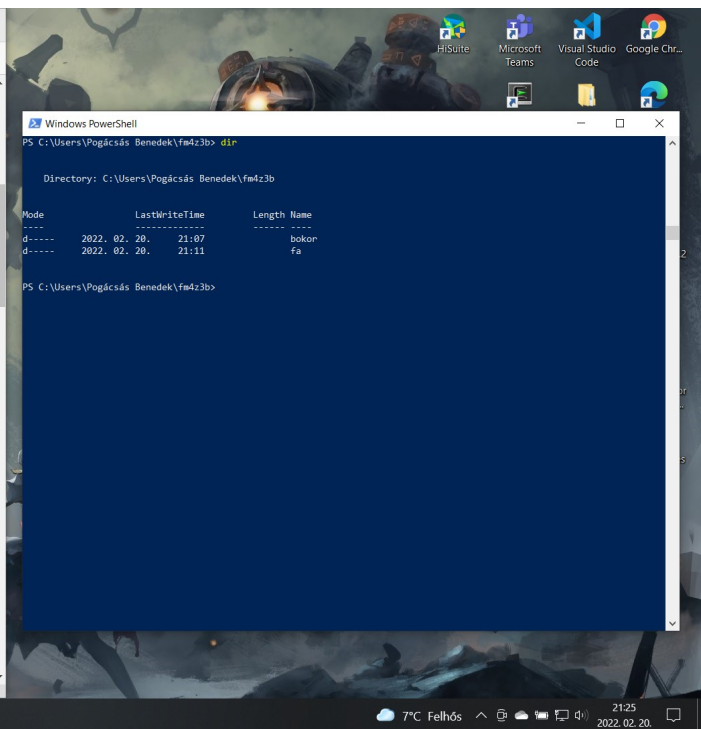 HiSuite
Microsoft Teams
Visual Studio Code
Google Chr...
Windows PowerShell
PS C:\Users\Pogácsás Benedek\fm4z3b> dir
Directory: C:\Users\Pogácsás Benedek\fm4z3b
Mode LastWriteTime Length Name
---- ------------- ------ ----
d----- 2022. 02. 20. 21:07 bokor
d----- 2022. 02. 20. 21:11 fa
PS C:\Users\Pogácsás Benedek\fm4z3b>
7°C Felhős
21:25
2022. 02. 20.